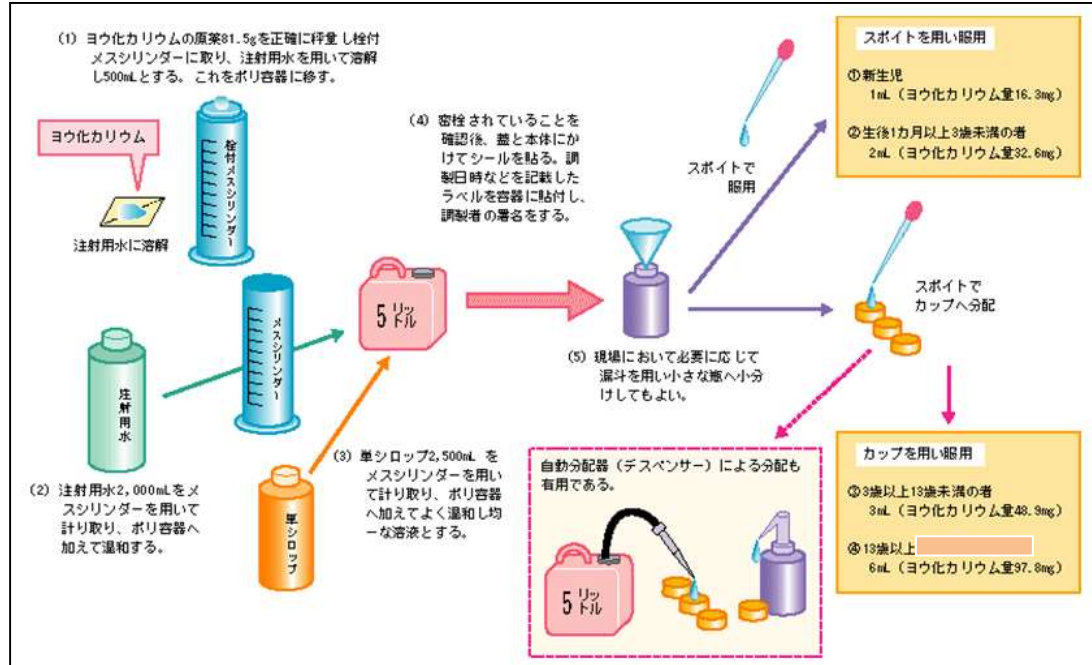 (1) ヨウ化カリウムの原薬81.5gを正確に秤量し栓付
メスシリンダーに取り、注射用水を用いて溶解
し500mLとする。これをポリ容器に移す。
ヨウ化カリウム
注射用水に溶解
栓付メスシリンダー
メスシリンダー
注射用水
(2) 注射用水2,000mLをメ
スシリンダーを用いて
計り取り、ポリ容器へ
加えて温和する。
単シロップ
(3) 単シロップ2,500mL を
メスシリンダーを用い
て計り取り、ポリ容器
へ加えてよく温和し均
一な溶液とする。
5 リットル
(4) 密栓されていることを
確認後、蓋と本体にか
けてシールを貼る。調
製日時などを記載した
ラベルを容器に貼付し、
調製者の署名をする。
(5) 現場において必要に応じて
漏斗を用い小さな瓶へ小分
けしてもよい。
スポイトで
服用
スポイトを用い服用
①新生児
1mL (ヨウ化カリウム量16.3mg)
②生後1カ月以上3歳未満の者
2mL (ヨウ化カリウム量32.6mg)
スポイトで
カップへ分配
自動分配器（デスペンサー）による分配も
有用である。
5 リットル
カップを用い服用
③3歳以上13歳未満の者
3mL (ヨウ化カリウム量48.9mg)
④13歳以上
6mL (ヨウ化カリウム量97.8mg)